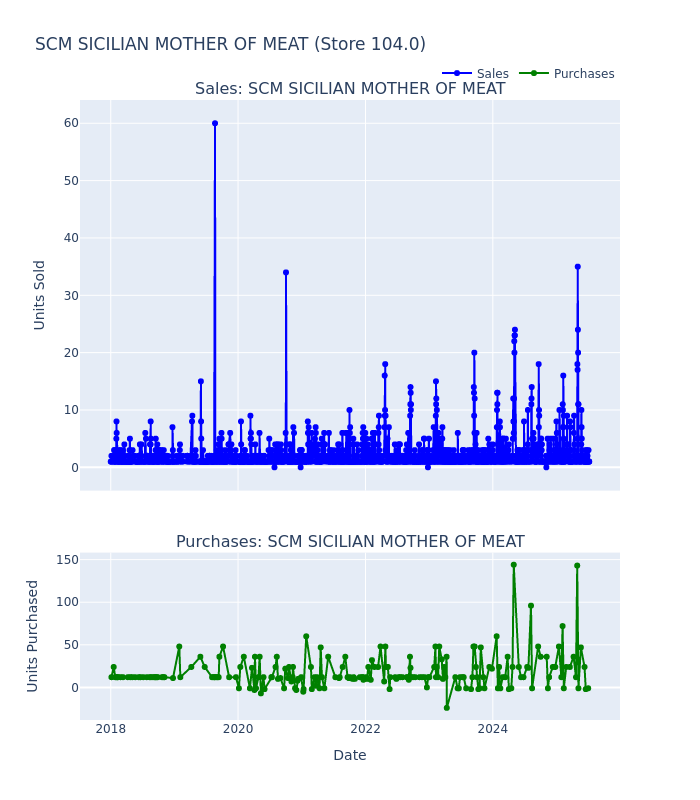 SCM SICILIAN MOTHER OF MEAT (Store 104.0)
Sales
Purchases
Sales: SCM SICILIAN MOTHER OF MEAT
60
50
40
30
20
10
0
Units Sold
Purchases: SCM SICILIAN MOTHER OF MEAT
150
100
50
0
Units Purchased
2018
2020
2022
2024
Date